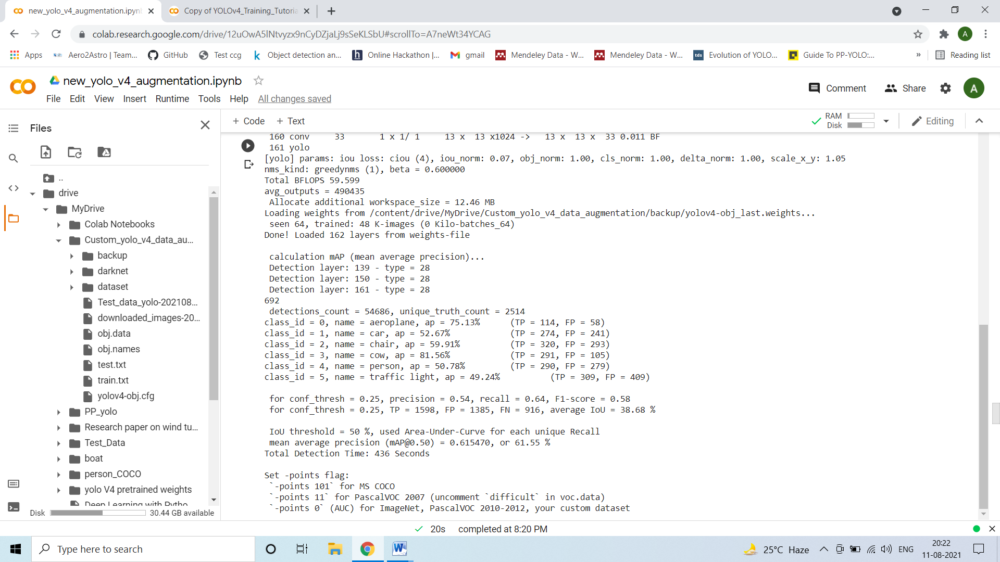 new_yolo_v4_augmentation.ipynb
Copy of YOLOv4_Training_Tutoria
colab.research.google.com/drive/12uOwA5lNtvyzx9nCyDZjaLj9sSeKLSbU#scrollTo=A7neWt34YCAG
Apps
Aero2Astro | Team...
GitHub
Test ccg
Object detection an...
Online Hackathon |...
gmail
Mendeley Data - W...
Mendeley Data - W...
tds
Evolution of YOLO...
Guide To PP-YOLO:...
»
Reading list
new_yolo_v4_augmentation.ipynb
File Edit View Insert Runtime Tools Help All changes saved
Comment
Share
A
Files
+ Code + Text
RAM
Disk
Editing
..
drive
MyDrive
Colab Notebooks
Custom_yolo_v4_data_au...
backup
darknet
dataset
Test_data_yolo-202108...
downloaded_images-20...
obj.data
obj.names
test.txt
train.txt
yolov4-obj.cfg
PP_yolo
Research paper on wind tu...
Test_Data
boat
person_COCO
yolo V4 pretrained weights
Deep Learning with Pytho
Disk 30.44 GB available
160 conv 33 1 x 1/ 1 13 x 13 x1024 -> 13 x 13 x 33 0.011 BF
161 yolo
[yolo] params: iou loss: ciou (4), iou_norm: 0.07, obj_norm: 1.00, cls_norm: 1.00, delta_norm: 1.00, scale_x_y: 1.05
nms_kind: greedynms (1), beta = 0.600000
Total BFLOPS 59.599
avg_outputs = 490435
Allocate additional workspace_size = 12.46 MB
Loading weights from /content/drive/MyDrive/Custom_yolo_v4_data_augmentation/backup/yolov4-obj_last.weights...
seen 64, trained: 48 K-images (0 Kilo-batches_64)
Done! Loaded 162 layers from weights-file
calculation mAP (mean average precision)...
Detection layer: 139 - type = 28
Detection layer: 150 - type = 28
Detection layer: 161 - type = 28
692
detections_count = 54686, unique_truth_count = 2514
class_id = 0, name = aeroplane, ap = 75.13% (TP = 114, FP = 58)
class_id = 1, name = car, ap = 52.67% (TP = 274, FP = 241)
class_id = 2, name = chair, ap = 59.91% (TP = 320, FP = 293)
class_id = 3, name = cow, ap = 81.56% (TP = 291, FP = 105)
class_id = 4, name = person, ap = 50.78% (TP = 290, FP = 279)
class_id = 5, name = traffic light, ap = 49.24% (TP = 309, FP = 409)
for conf_thresh = 0.25, precision = 0.54, recall = 0.64, F1-score = 0.58
for conf_thresh = 0.25, TP = 1598, FP = 1385, FN = 916, average IoU = 38.68 %
IoU threshold = 50 %, used Area-Under-Curve for each unique Recall
mean average precision (mAP@0.50) = 0.615470, or 61.55 %
Total Detection Time: 436 Seconds
Set -points flag:
`-points 101` for MS COCO
`-points 11` for PascalVOC 2007 (uncomment `difficult` in voc.data)
`-points 0` (AUC) for ImageNet, PascalVOC 2010-2012, your custom dataset
20s completed at 8:20 PM
Type here to search
25°C Haze
ENG
20:22
11-08-2021